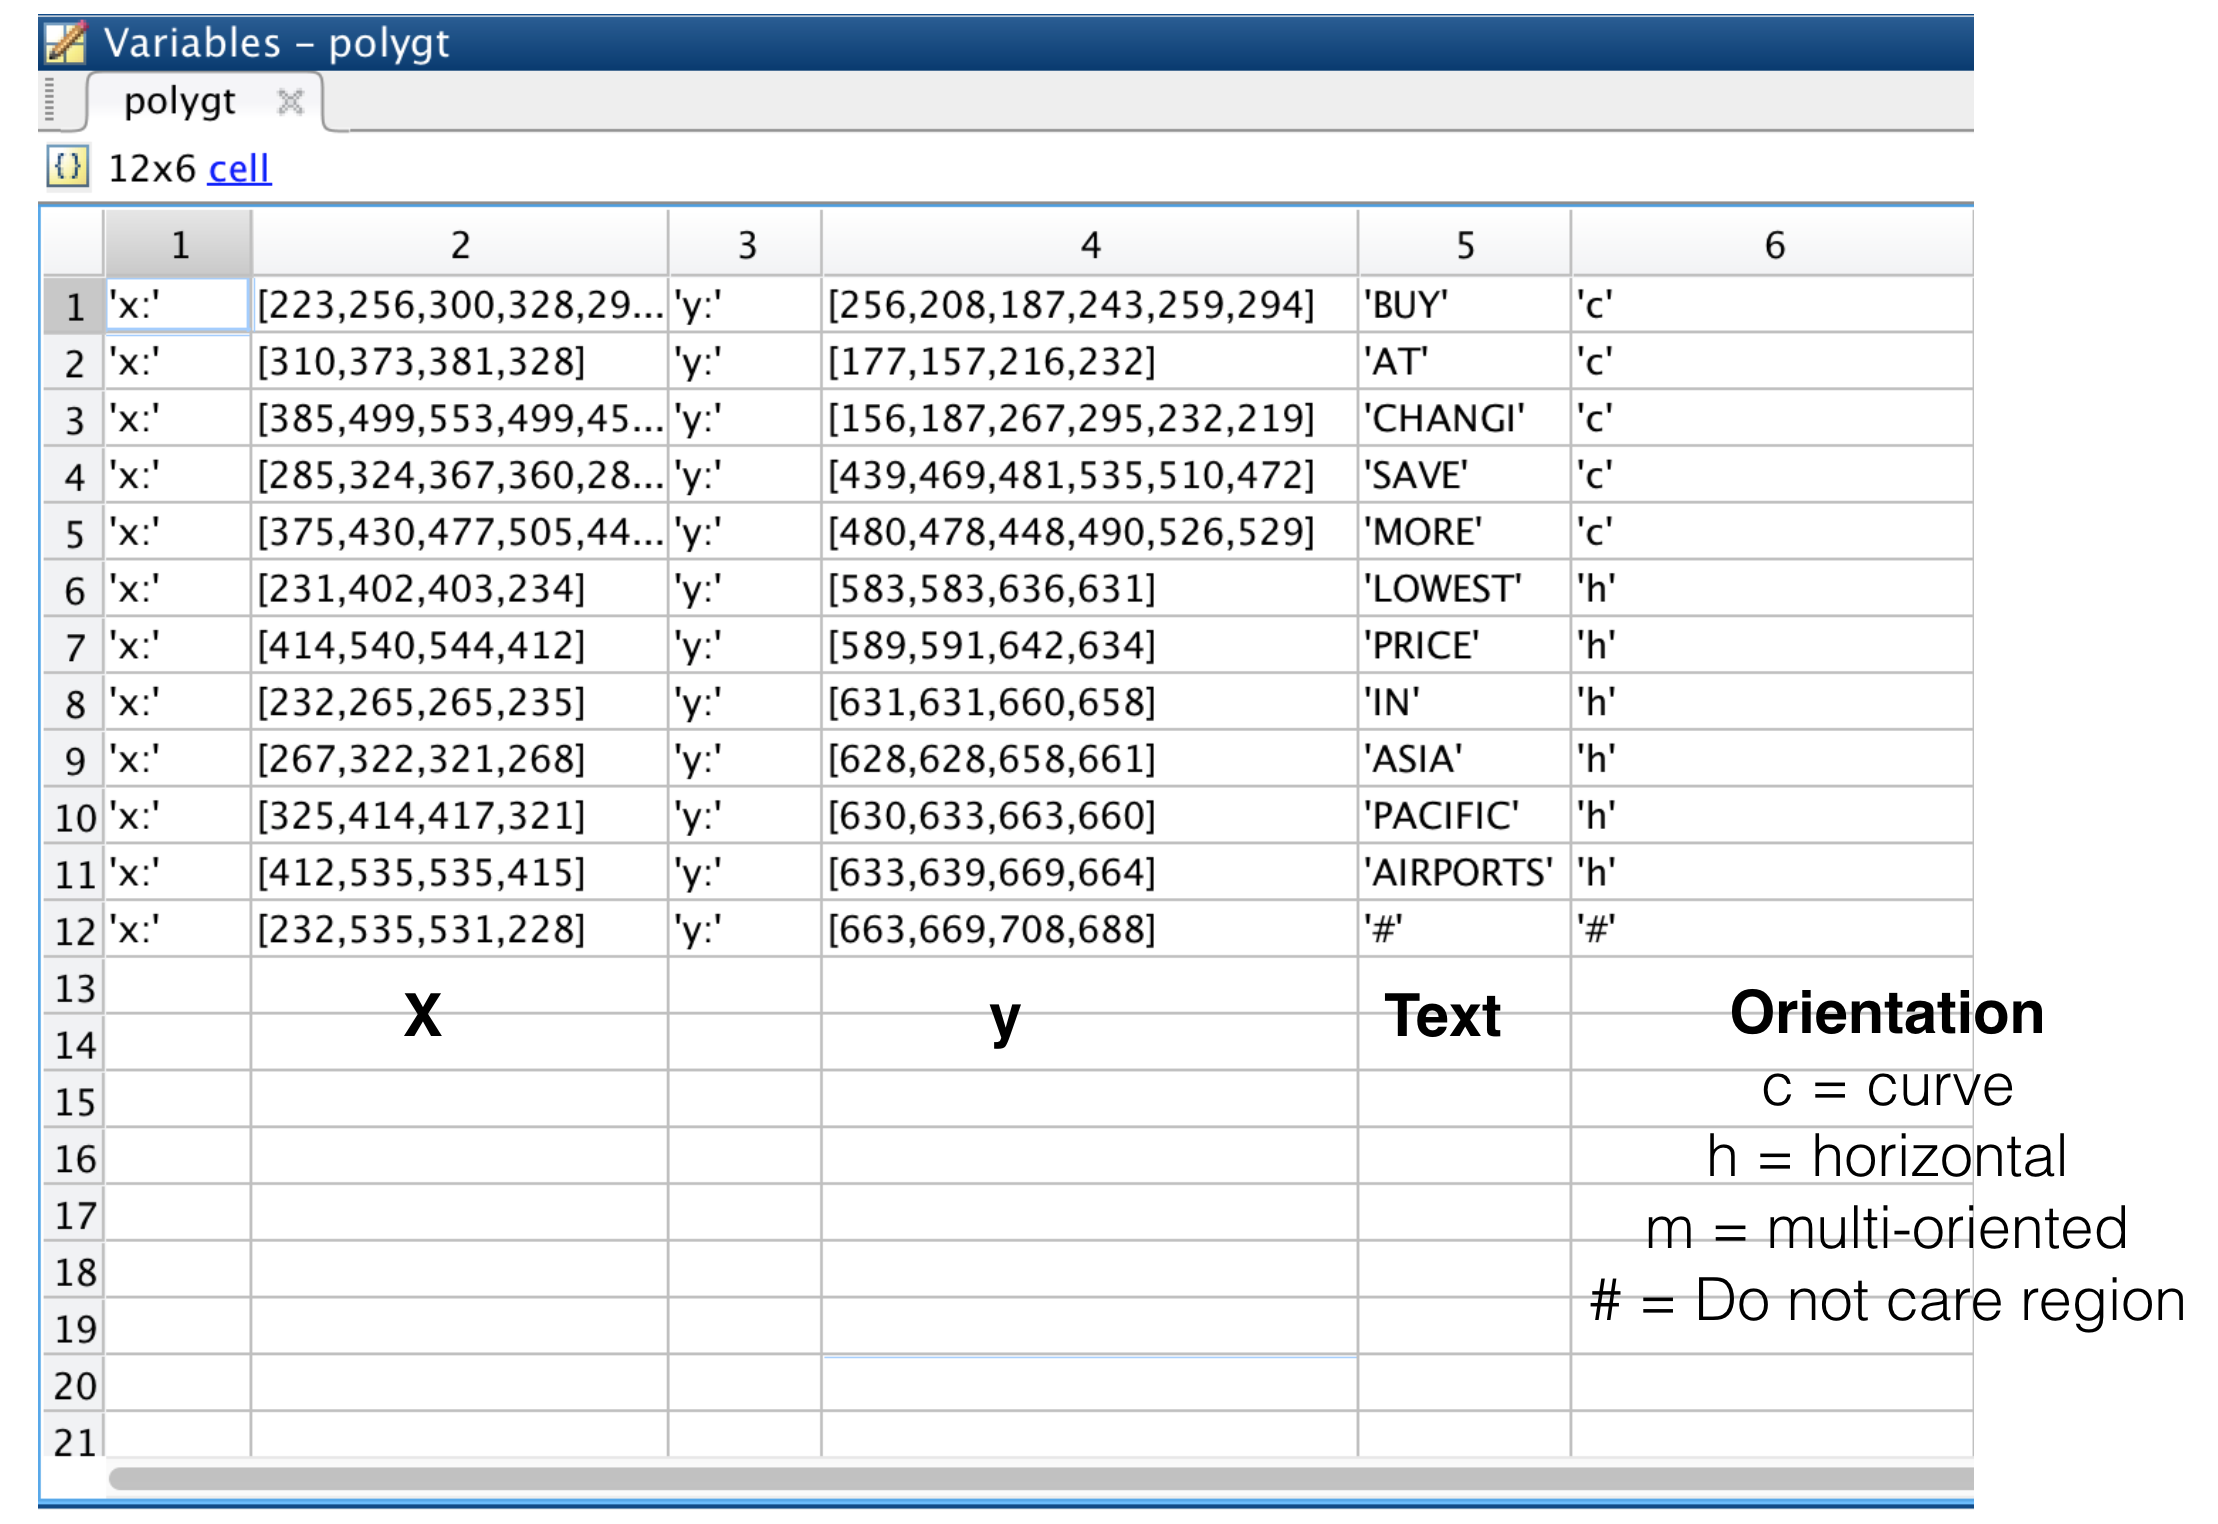 Variables – polygt
polygt
{} 12x6 cell
1 2 3 4 5 6
1 'x:' [223,256,300,328,29... 'y:' [256,208,187,243,259,294] 'BUY' 'c'
2 'x:' [310,373,381,328] 'y:' [177,157,216,232] 'AT' 'c'
3 'x:' [385,499,553,499,45... 'y:' [156,187,267,295,232,219] 'CHANGI' 'c'
4 'x:' [285,324,367,360,28... 'y:' [439,469,481,535,510,472] 'SAVE' 'c'
5 'x:' [375,430,477,505,44... 'y:' [480,478,448,490,526,529] 'MORE' 'c'
6 'x:' [231,402,403,234] 'y:' [583,583,636,631] 'LOWEST' 'h'
7 'x:' [414,540,544,412] 'y:' [589,591,642,634] 'PRICE' 'h'
8 'x:' [232,265,265,235] 'y:' [631,631,660,658] 'IN' 'h'
9 'x:' [267,322,321,268] 'y:' [628,628,658,661] 'ASIA' 'h'
10 'x:' [325,414,417,321] 'y:' [630,633,663,660] 'PACIFIC' 'h'
11 'x:' [412,535,535,415] 'y:' [633,639,669,664] 'AIRPORTS' 'h'
12 'x:' [232,535,531,228] 'y:' [663,669,708,688] '#' '#'
13
X y Text Orientation
14
c = curve
15
h = horizontal
16
m = multi-oriented
17
18
# = Do not care region
19
20
21